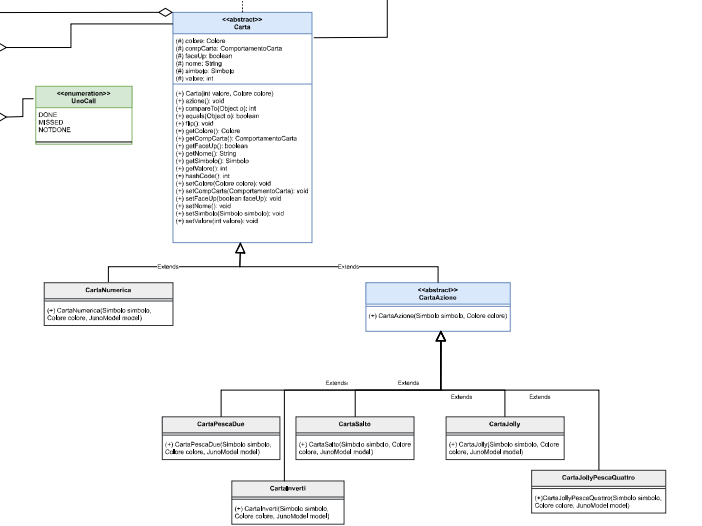 <<abstract>>
Carta
(#) colore: Colore
(#) compCarta: ComportamentoCarta
(#) faceUp: boolean
(#) nome: String
(#) simbolo: Simbolo
(#) valore: int
(+) Carta(int valore, Colore colore)
(+) azione(): void
(+) compareTo(Object o): int
(+) equals(Object o): boolean
(+) flip(): void
(+) getColore(): Colore
(+) getCompCarta(): ComportamentoCarta
(+) getFaceUp(): boolean
(+) getNome(): String
(+) getSimbolo(): Simbolo
(+) getValore(): int
(+) hashCode(): int
(+) setColore(Colore colore): void
(+) setCompCarta(ComportamentoCarta): void
(+) setFaceUp(boolean faceUp): void
(+) setNome(): void
(+) setSimbolo(Simbolo simbolo): void
(+) setValore(int valore): void
<<enumeration>>
UnoCall
DONE
MISSED
NOTDONE
Extends
Extends
CartaNumerica
(+) CartaNumerica(Simbolo simbolo,
Colore colore, JunoModel model)
<<abstract>>
CartaAzione
(+) CartaAzione(Simbolo simbolo, Colore colore)
Extends
Extends
Extends
Extends
CartaPescaDue
(+) CartaPescaDue(Simbolo simbolo,
Colore colore, JunoModel model)
CartaSalto
(+) CartaSalto(Simbolo simbolo, Colore
colore, JunoModel model)
CartaJolly
(+) CartaJolly(Simbolo simbolo, Colore
colore, JunoModel model)
CartaInverti
(+) CartaInverti(Simbolo simbolo,
Colore colore, JunoModel model)
CartaJollyPescaQuattro
(+)CartaJollyPescaQuattro(Simbolo simbolo,
Colore colore, JunoModel model)